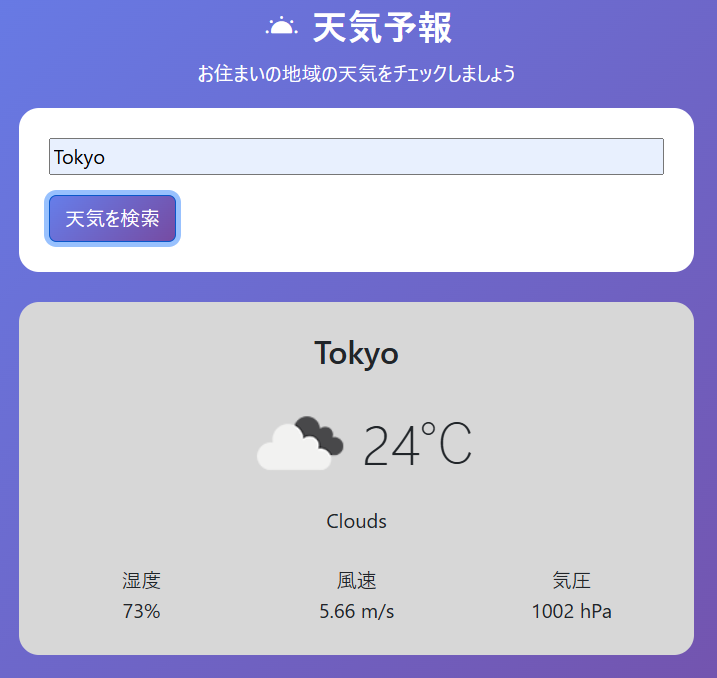 天気予報
お住まいの地域の天気をチェックしましょう
Tokyo
天気を検索
Tokyo
24°C
Clouds
湿度 風速 気圧
73% 5.66 m/s 1002 hPa